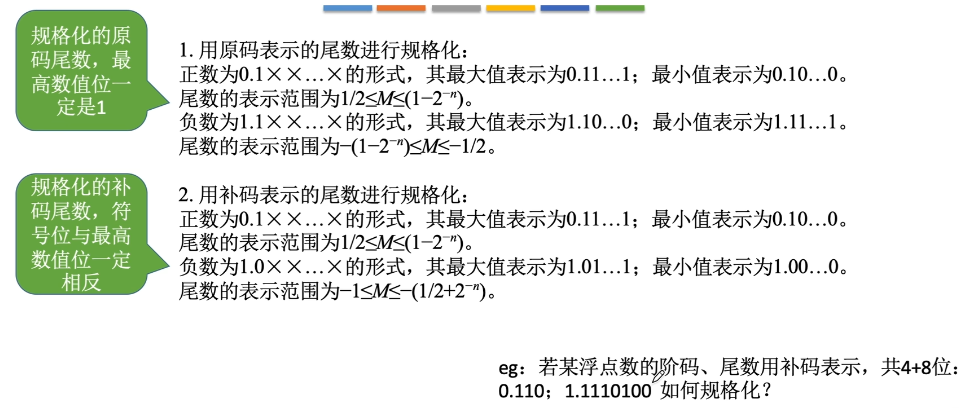 规格化的原
码尾数，最
高数值位一
定是1
1. 用原码表示的尾数进行规格化：
正数为0.1××…×的形式，其最大值表示为0.11…1；最小值表示为0.10…0。
尾数的表示范围为1/2≤M≤(1−2⁻ⁿ)。
负数为1.1××…×的形式，其最大值表示为1.10…0；最小值表示为1.11…1。
尾数的表示范围为−(1−2⁻ⁿ)≤M≤−1/2。
规格化的补
码尾数，符
号位与最高
数值位一定
相反
2. 用补码表示的尾数进行规格化：
正数为0.1××…×的形式，其最大值表示为0.11…1；最小值表示为0.10…0。
尾数的表示范围为1/2≤M≤(1−2⁻ⁿ)。
负数为1.0××…×的形式，其最大值表示为1.01…1；最小值表示为1.00…0。
尾数的表示范围为−1≤M≤−(1/2+2⁻ⁿ)。
eg：若某浮点数的阶码、尾数用补码表示，共4+8位：
0.110；1.1110100 如何规格化？